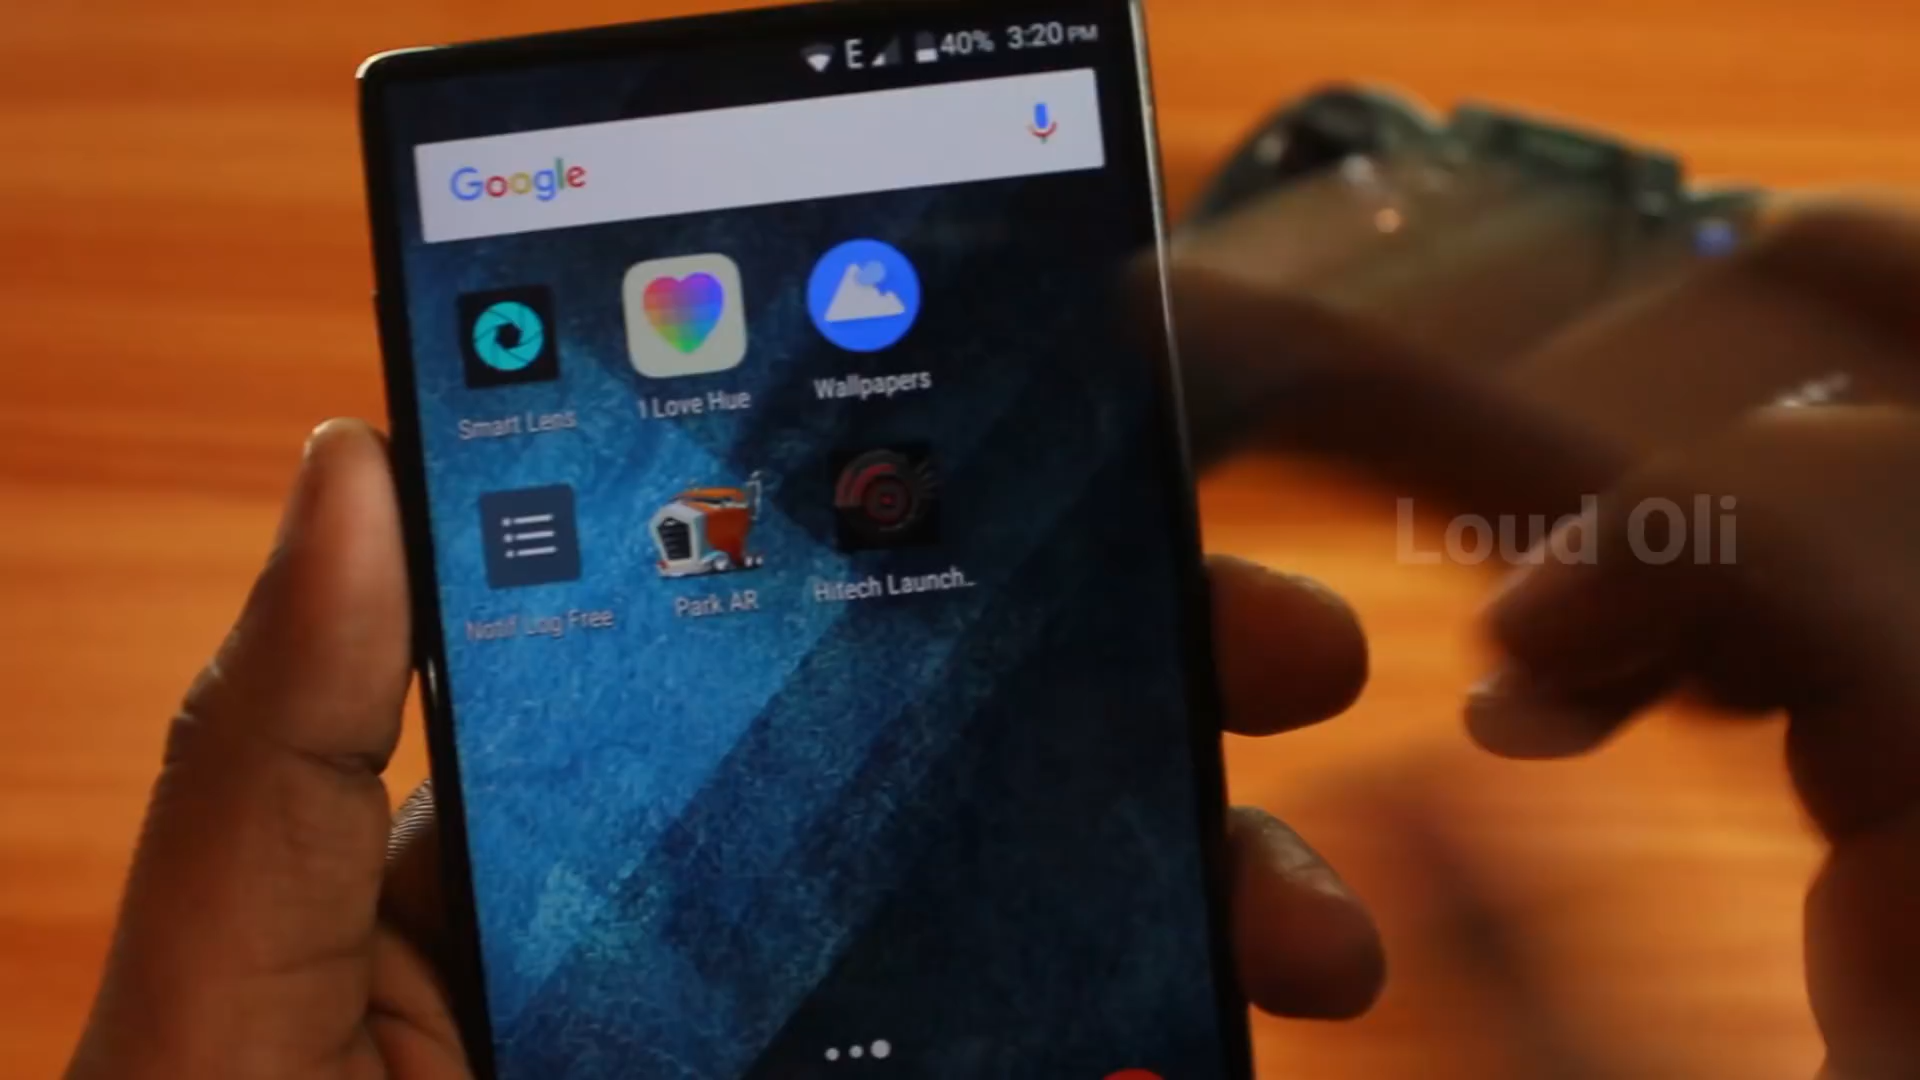 E 40% 3:20 PM
Google
Smart Lens
I Love Hue
Wallpapers
Notif Log Free
Park AR
Hitech Launch..
Loud Oli